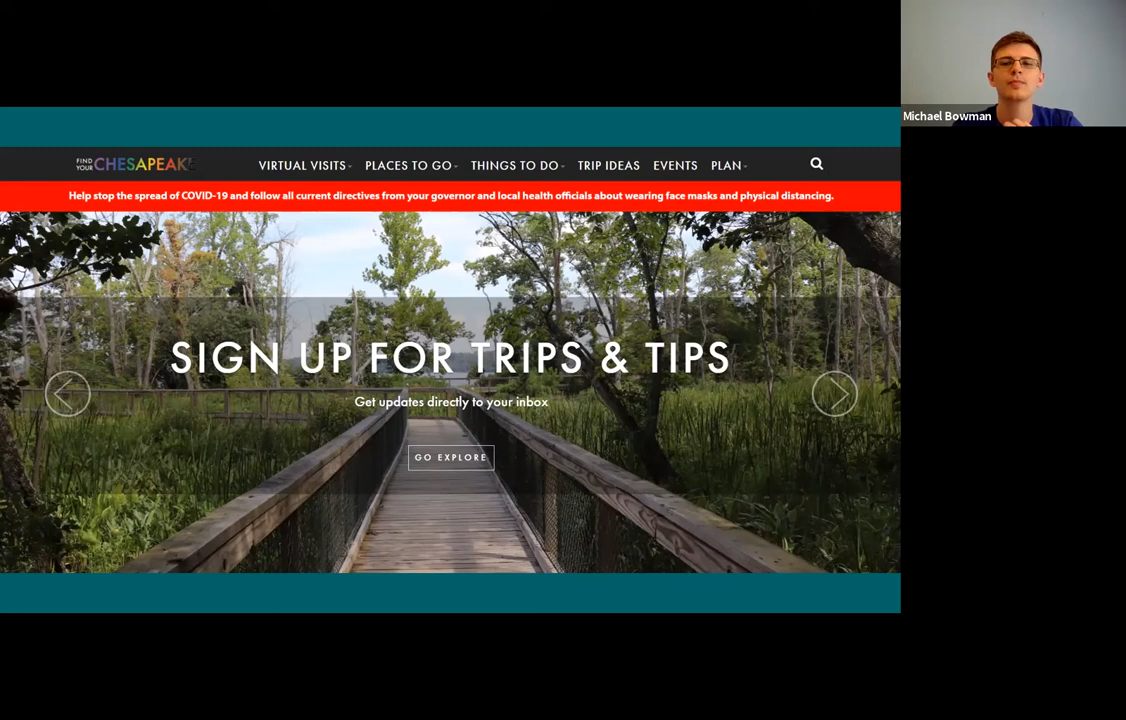 Michael Bowman
FIND YOUR CHESAPEAKE
VIRTUAL VISITS PLACES TO GO THINGS TO DO TRIP IDEAS EVENTS PLAN
Help stop the spread of COVID-19 and follow all current directives from your governor and local health officials about wearing face masks and physical distancing.
SIGN UP FOR TRIPS & TIPS
Get updates directly to your inbox
GO EXPLORE